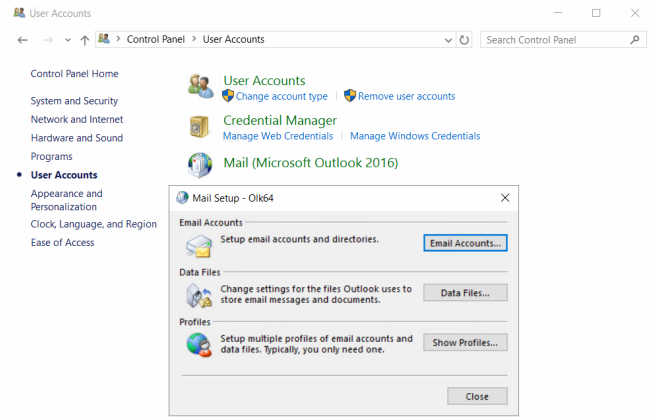 User Accounts
Control Panel > User Accounts
Search Control Panel
Control Panel Home
System and Security
Network and Internet
Hardware and Sound
Programs
User Accounts
Appearance and
Personalization
Clock, Language, and Region
Ease of Access
User Accounts
Change account type
Remove user accounts
Credential Manager
Manage Web Credentials
Manage Windows Credentials
Mail (Microsoft Outlook 2016)
Mail Setup - Olk64
Email Accounts
Setup email accounts and directories.
Email Accounts...
Data Files
Change settings for the files Outlook uses to
store email messages and documents.
Data Files...
Profiles
Setup multiple profiles of email accounts and
data files. Typically, you only need one.
Show Profiles...
Close